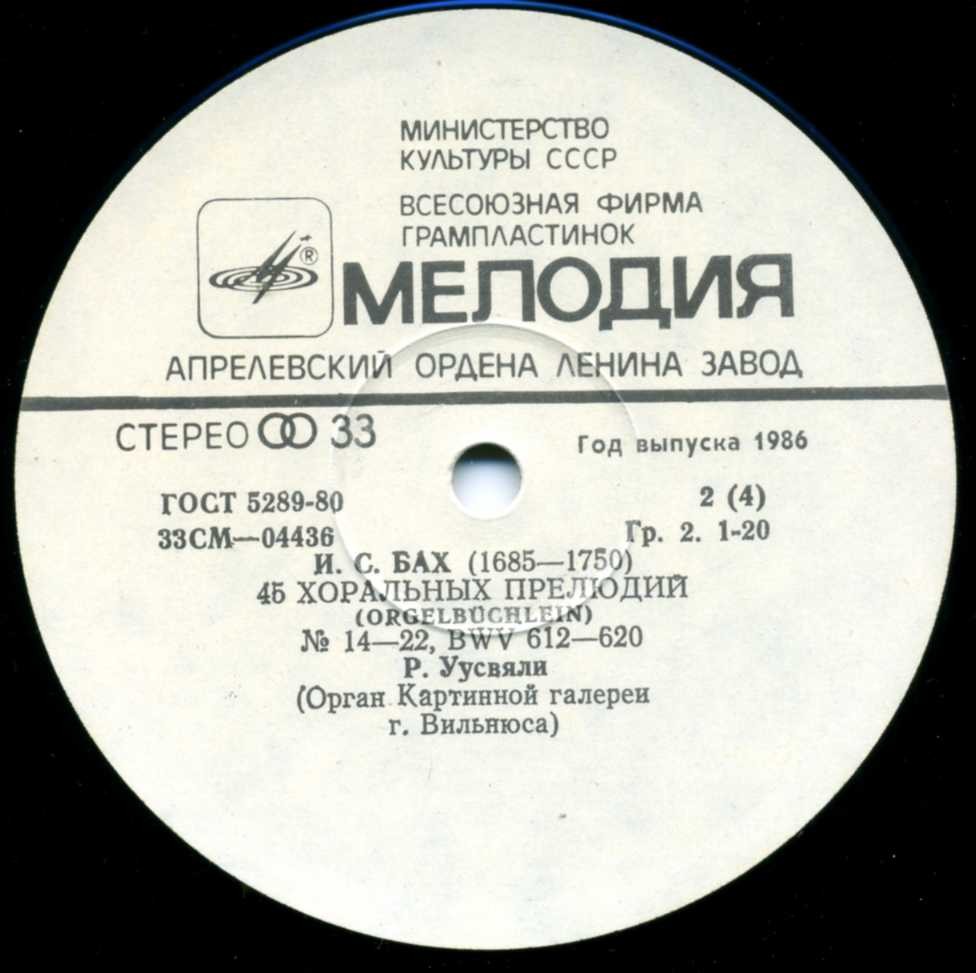 МИНИСТЕРСТВО
КУЛЬТУРЫ СССР
ВСЕСОЮЗНАЯ ФИРМА
ГРАМПЛАСТИНОК
®
МЕЛОДИЯ
АПРЕЛЕВСКИЙ ОРДЕНА ЛЕНИНА ЗАВОД
СТЕРЕО 33
Год выпуска 1986
ГОСТ 5289-80
2 (4)
33СМ—04436
Гр. 2. 1-20
И. С. БАХ (1685—1750)
45 ХОРАЛЬНЫХ ПРЕЛЮДИЙ
(ORGELBÜCHLEIN)
№ 14—22, BWV 612—620
Р. Уусвяли
(Орган Картинной галереи
г. Вильнюса)